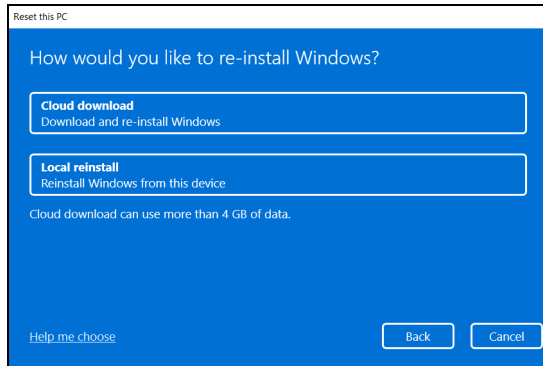 Reset this PC
How would you like to re-install Windows?
Cloud download
Download and re-install Windows
Local reinstall
Reinstall Windows from this device
Cloud download can use more than 4 GB of data.
Help me choose
Back
Cancel